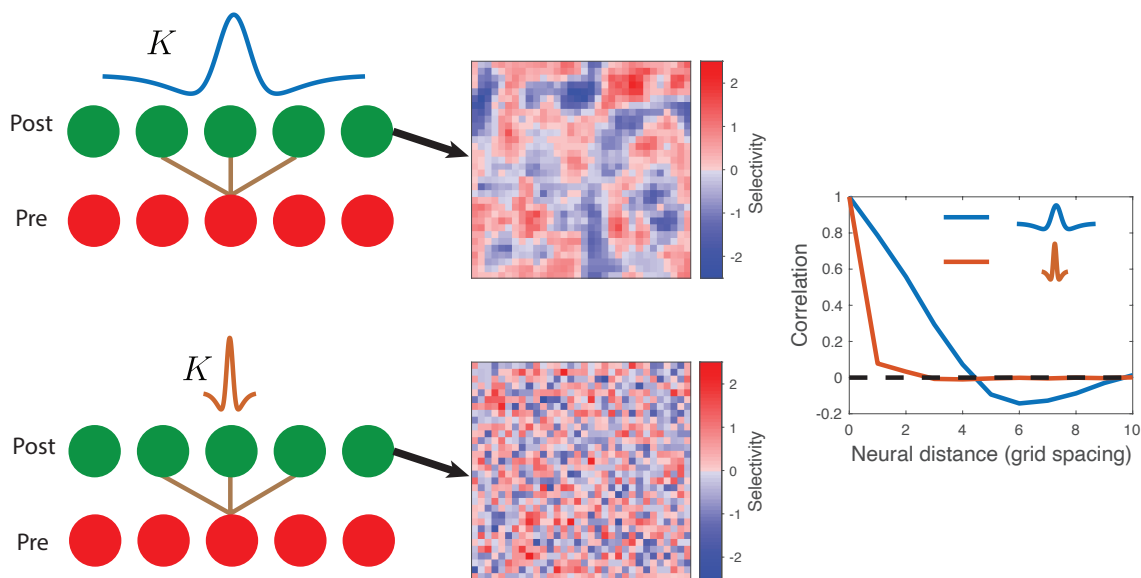 K
Post
Pre
2
1
0
-1
-2
Selectivity
K
Post
Pre
2
1
0
-1
-2
Selectivity
1
0.8
0.6
0.4
0.2
0
-0.2
Correlation
0 2 4 6 8 10
Neural distance (grid spacing)